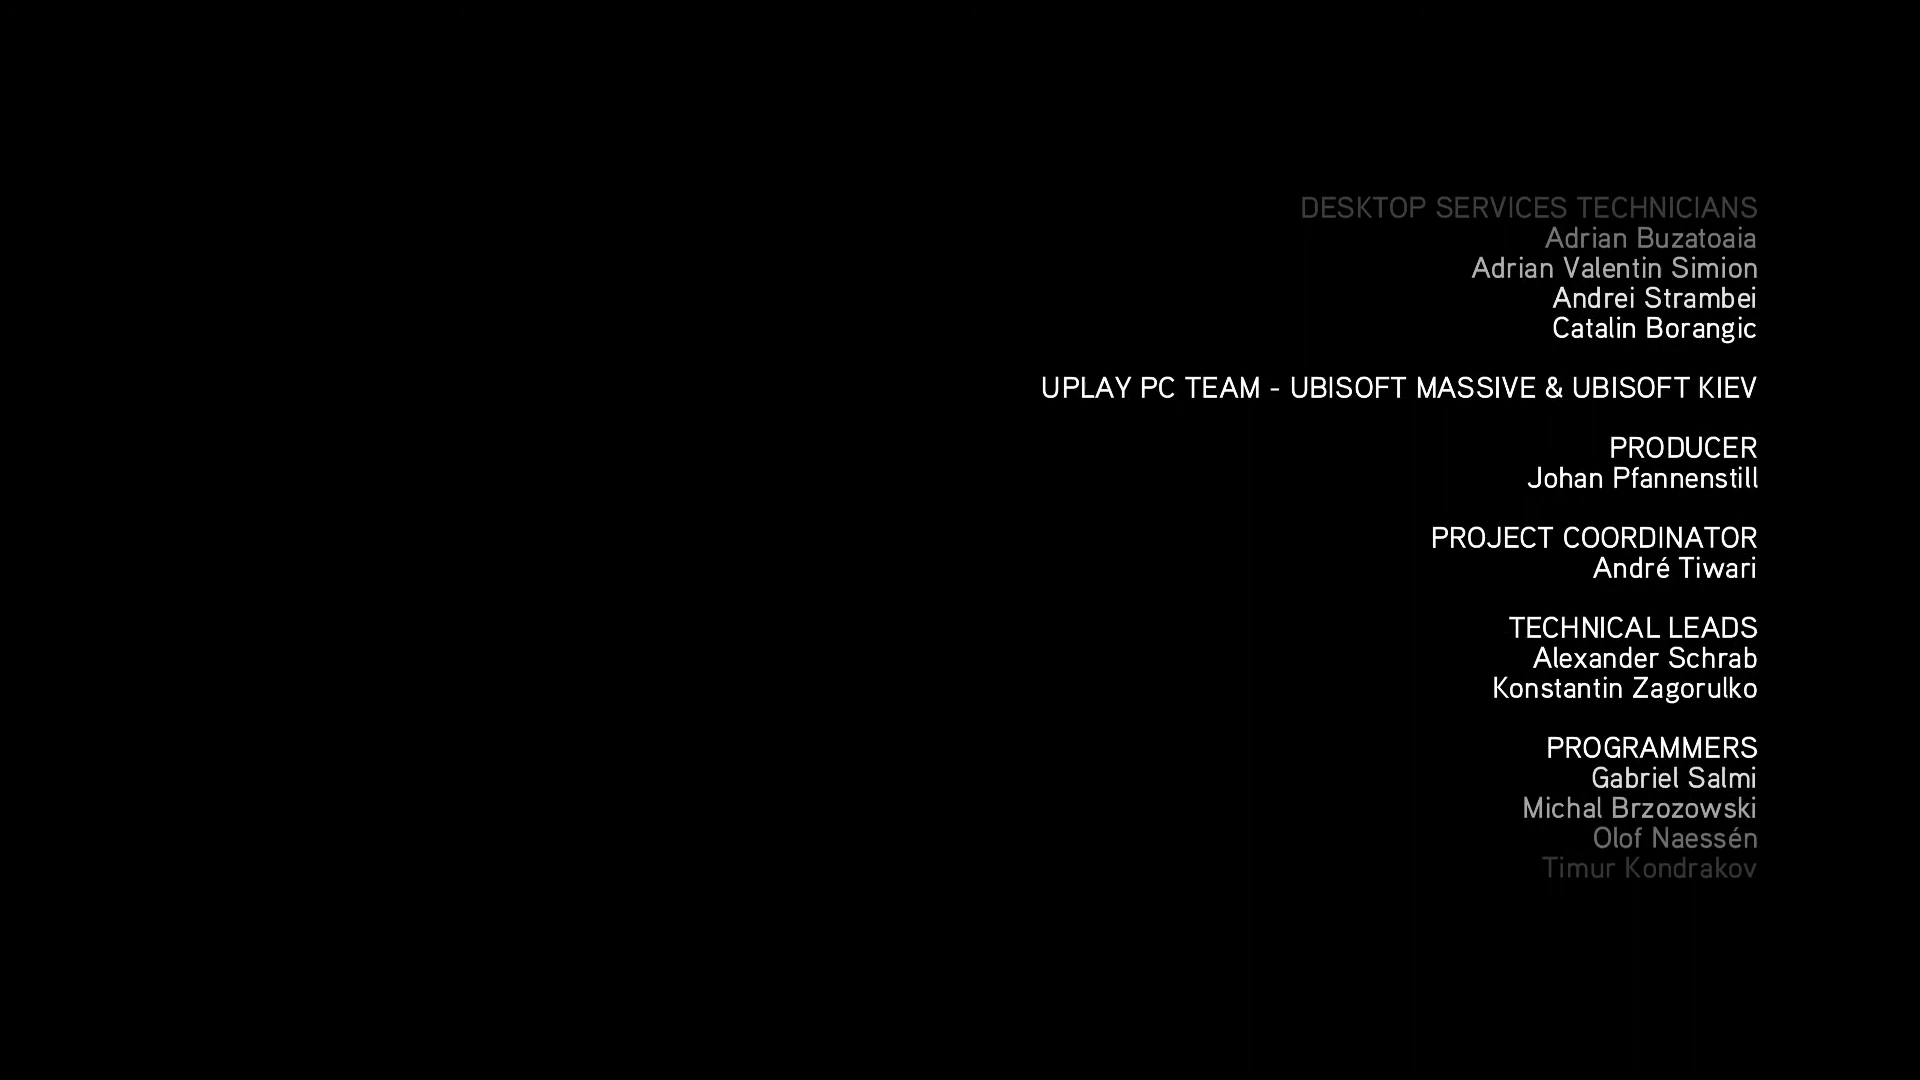 DESKTOP SERVICES TECHNICIANS
Adrian Buzatoaia
Adrian Valentin Simion
Andrei Strambei
Catalin Borangic
UPLAY PC TEAM - UBISOFT MASSIVE & UBISOFT KIEV
PRODUCER
Johan Pfannenstill
PROJECT COORDINATOR
André Tiwari
TECHNICAL LEADS
Alexander Schrab
Konstantin Zagorulko
PROGRAMMERS
Gabriel Salmi
Michal Brzozowski
Olof Naessén
Timur Kondrakov